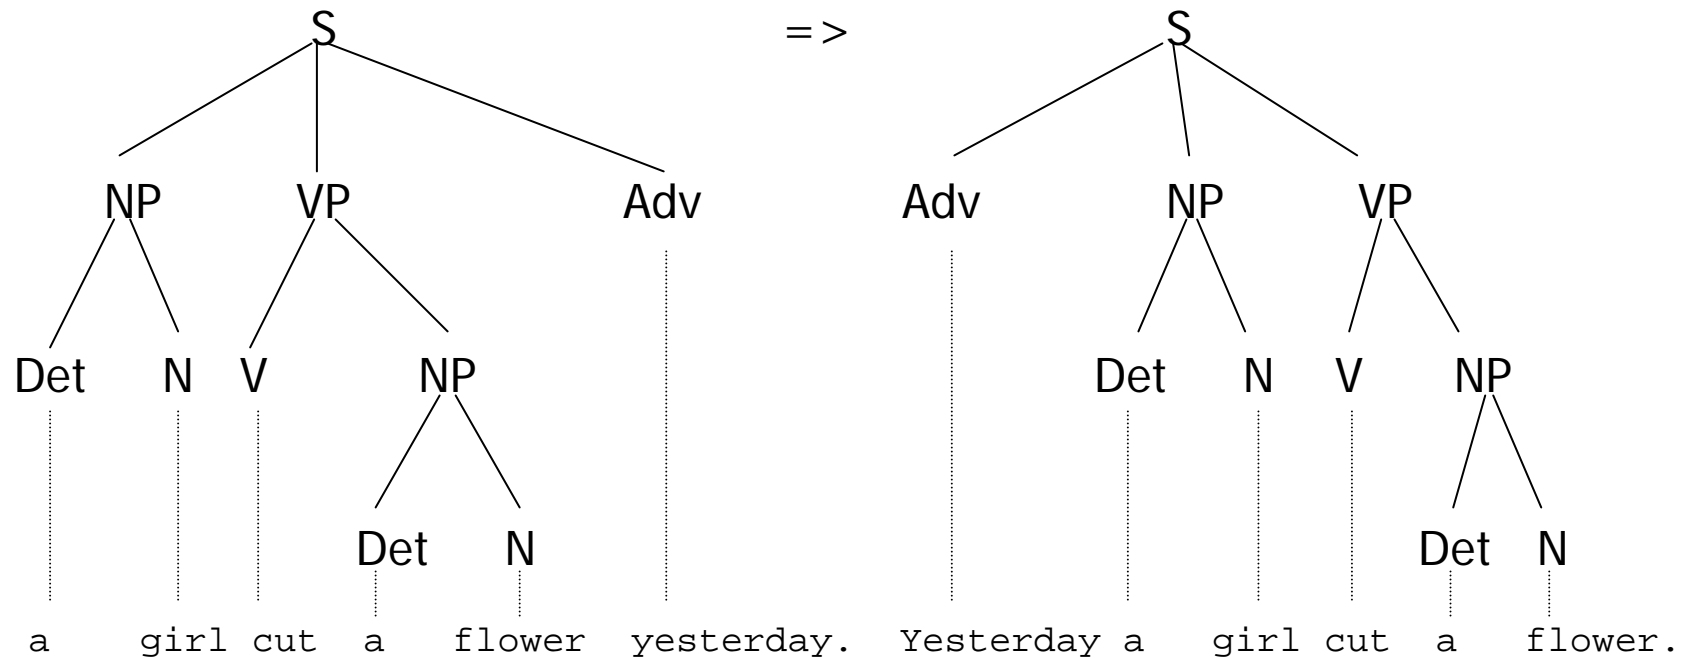 S => S
NP VP Adv Adv NP VP
Det N V NP Det N V NP
Det N Det N
a girl cut a flower yesterday. Yesterday a girl cut a flower.